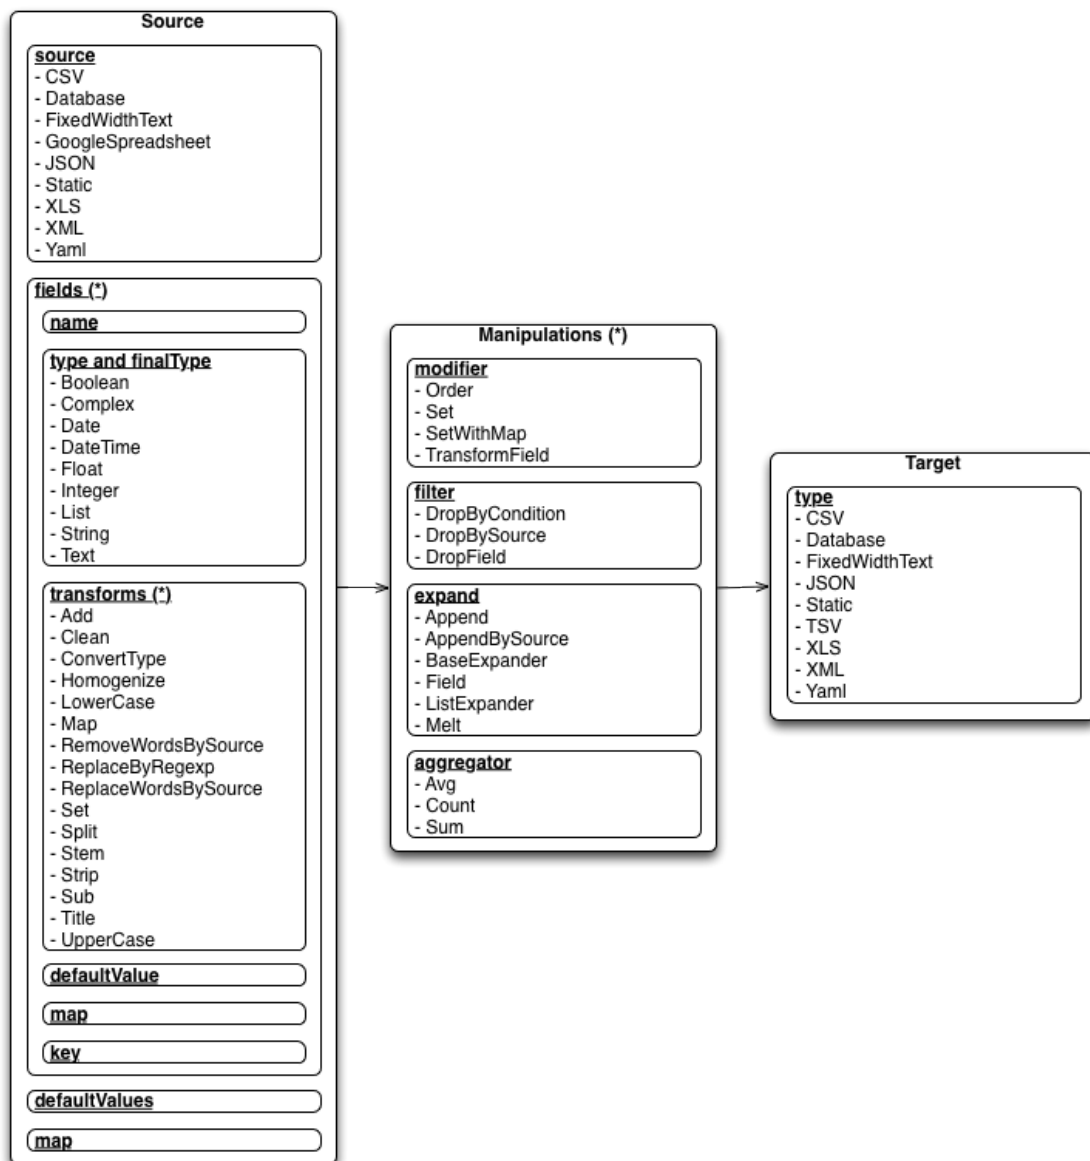 Source
source
- CSV
- Database
- FixedWidthText
- GoogleSpreadsheet
- JSON
- Static
- XLS
- XML
- Yaml
fields (*)
name
type and finalType
- Boolean
- Complex
- Date
- DateTime
- Float
- Integer
- List
- String
- Text
transforms (*)
- Add
- Clean
- ConvertType
- Homogenize
- LowerCase
- Map
- RemoveWordsBySource
- ReplaceByRegexp
- ReplaceWordsBySource
- Set
- Split
- Stem
- Strip
- Sub
- Title
- UpperCase
defaultValue
map
key
defaultValues
map
Manipulations (*)
modifier
- Order
- Set
- SetWithMap
- TransformField
filter
- DropByCondition
- DropBySource
- DropField
expand
- Append
- AppendBySource
- BaseExpander
- Field
- ListExpander
- Melt
aggregator
- Avg
- Count
- Sum
Target
type
- CSV
- Database
- FixedWidthText
- JSON
- Static
- TSV
- XLS
- XML
- Yaml